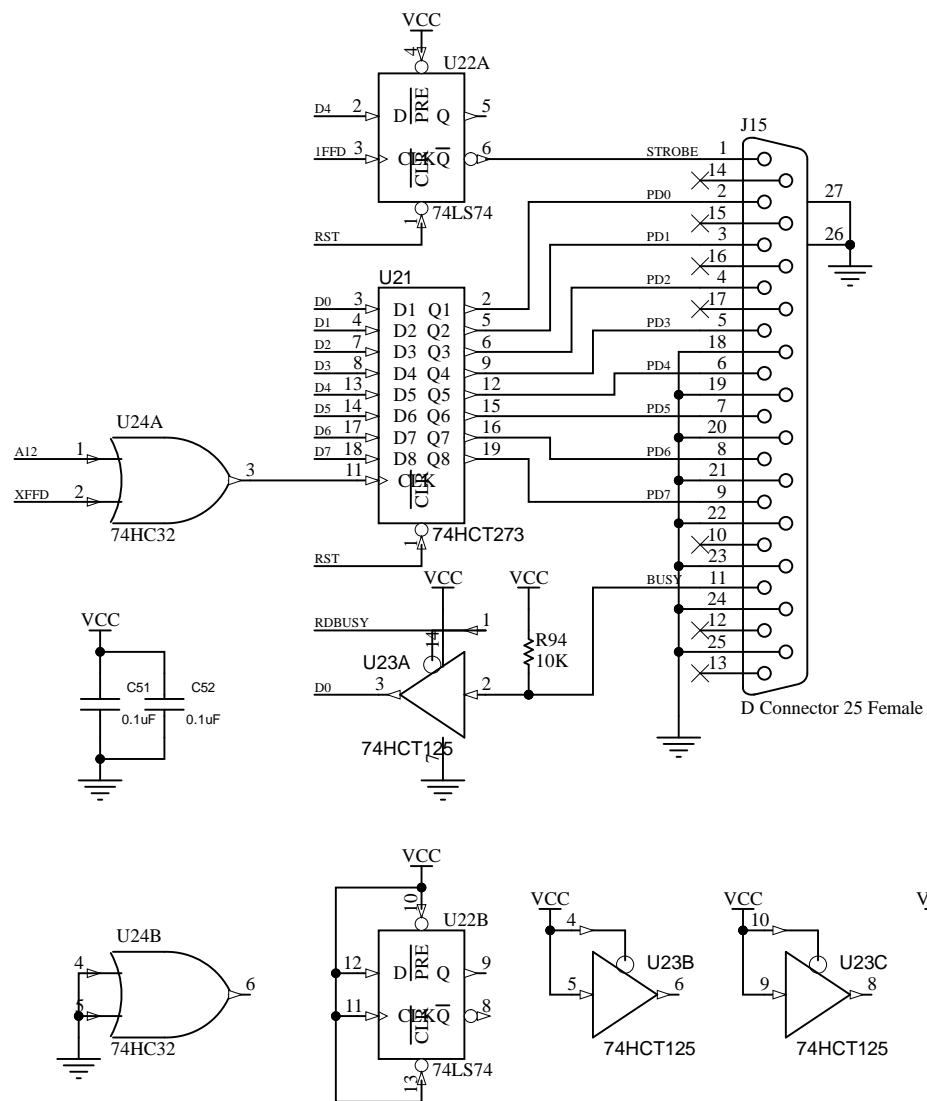 VCC
4
U22A
D4 2 D PRE Q 5
1FFD 3 CLK Q 6
CLR
1
74LS74
RST
J15
STROBE 1
14
PD0 2
15
PD1 3
16
PD2 4
17
PD3 5
18
PD4 6
19
PD5 7
20
PD6 8
21
PD7 9
22
10
23
BUSY 11
24
12
25
13
27
26
D Connector 25 Female
U21
D0 3 D1 Q1 2
D1 4 D2 Q2 5
D2 7 D3 Q3 6
D3 8 D4 Q4 9
D4 13 D5 Q5 12
D5 14 D6 Q6 15
D6 17 D7 Q7 16
D7 18 D8 Q8 19
11 CLK
CLR
1
74HCT273
RST
U24A
A12 1
XFFD 2
3
74HC32
VCC
VCC
RDBUSY 1
14
R94
10K
U23A
D0 3
2
74HCT125
7
VCC
C51
0.1uF
C52
0.1uF
U24B
4
5
6
74HC32
VCC
10
U22B
12 D PRE Q 9
11 CLK Q 8
CLR
13
74LS74
VCC
4
U23B
5
6
74HCT125
VCC
10
U23C
9
8
74HCT125